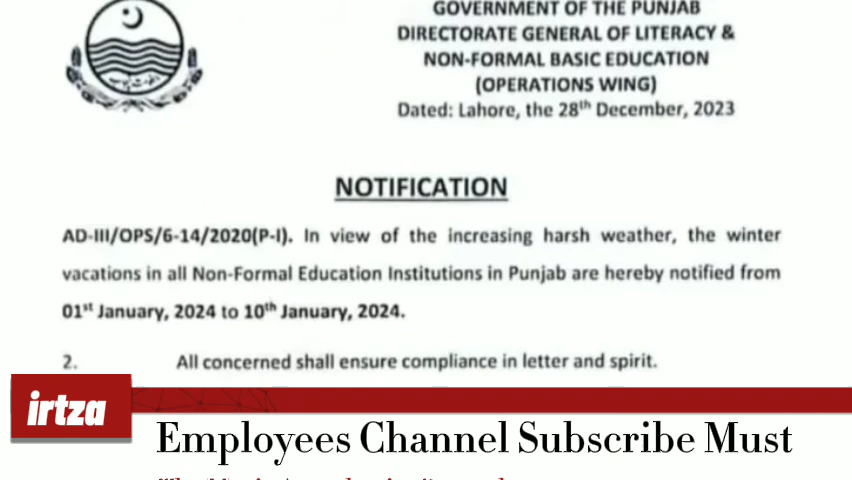 GOVERNMENT OF THE PUNJAB
DIRECTORATE GENERAL OF LITERACY &
NON-FORMAL BASIC EDUCATION
(OPERATIONS WING)
Dated: Lahore, the 28th December, 2023
NOTIFICATION
AD-III/OPS/6-14/2020(P-I). In view of the increasing harsh weather, the winter
vacations in all Non-Formal Education Institutions in Punjab are hereby notified from
01st January, 2024 to 10th January, 2024.
2. All concerned shall ensure compliance in letter and spirit.
irtza
Employees Channel Subscribe Must